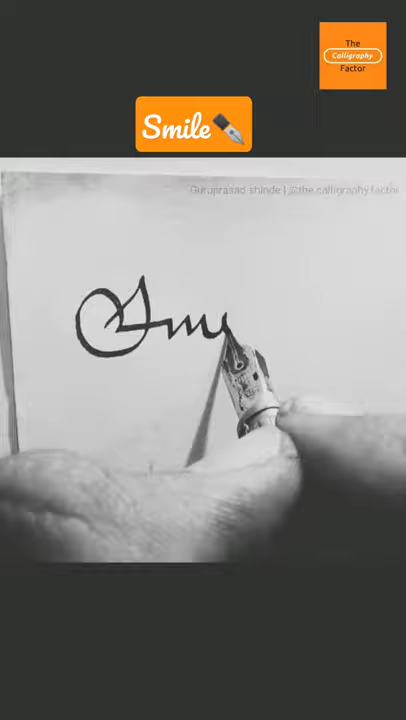 The
Calligraphy
Factor
Smile
Guruprasad shinde | @the.calligraphy.factor
Smi